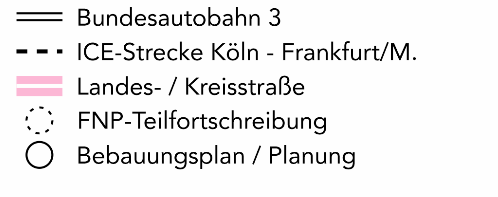 Bundesautobahn 3
ICE-Strecke Köln - Frankfurt/M.
Landes- / Kreisstraße
FNP-Teilfortschreibung
Bebauungsplan / Planung